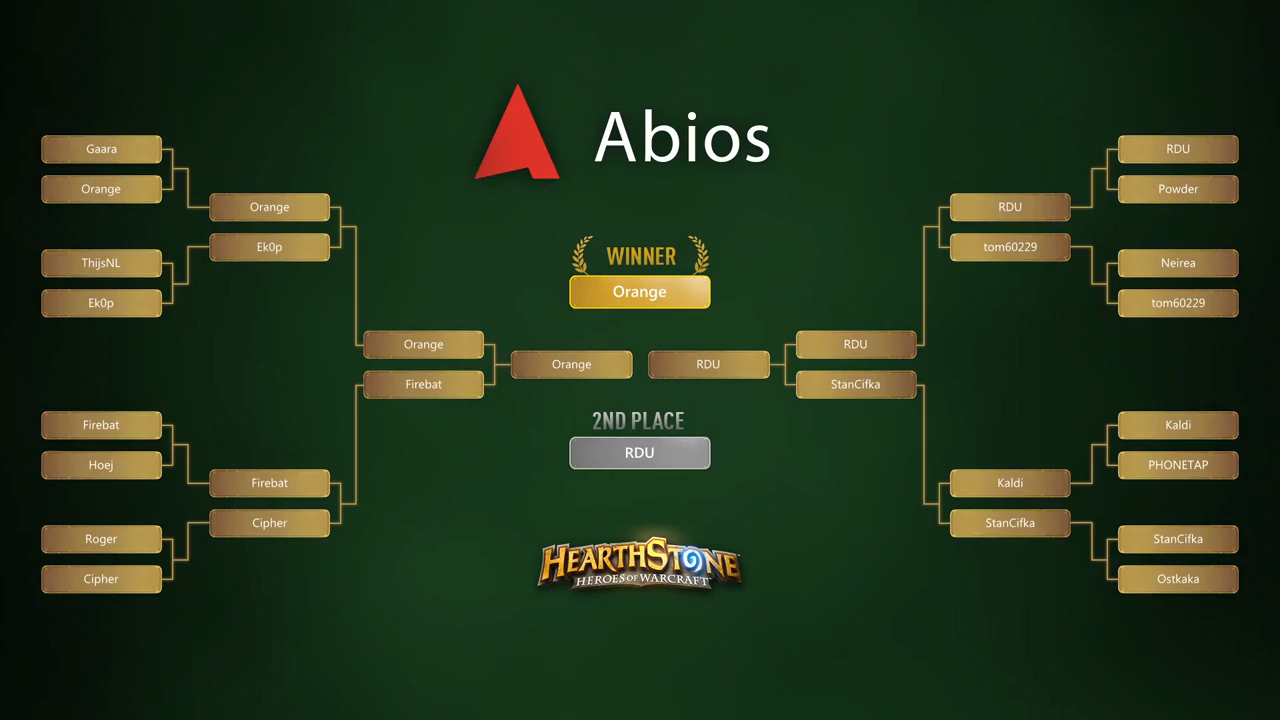 Abios
Gaara
Orange
ThijsNL
Ek0p
Firebat
Hoej
Roger
Cipher
Orange
Ek0p
Firebat
Cipher
Orange
Firebat
Orange
WINNER
Orange
2ND PLACE
RDU
HEARTHSTONE
HEROES OF WARCRAFT
RDU
RDU
StanCifka
RDU
tom60229
Kaldi
StanCifka
RDU
Powder
Neirea
tom60229
Kaldi
PHONETAP
StanCifka
Ostkaka